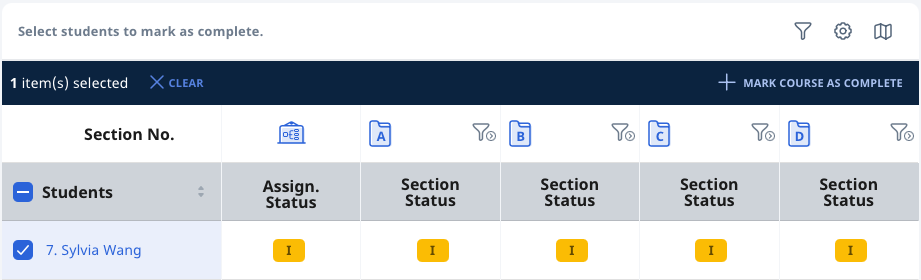 Select students to mark as complete.
1 item(s) selected CLEAR MARK COURSE AS COMPLETE
Section No. A B C D
Students Assign. Status Section Status Section Status Section Status Section Status
7. Sylvia Wang I I I I I